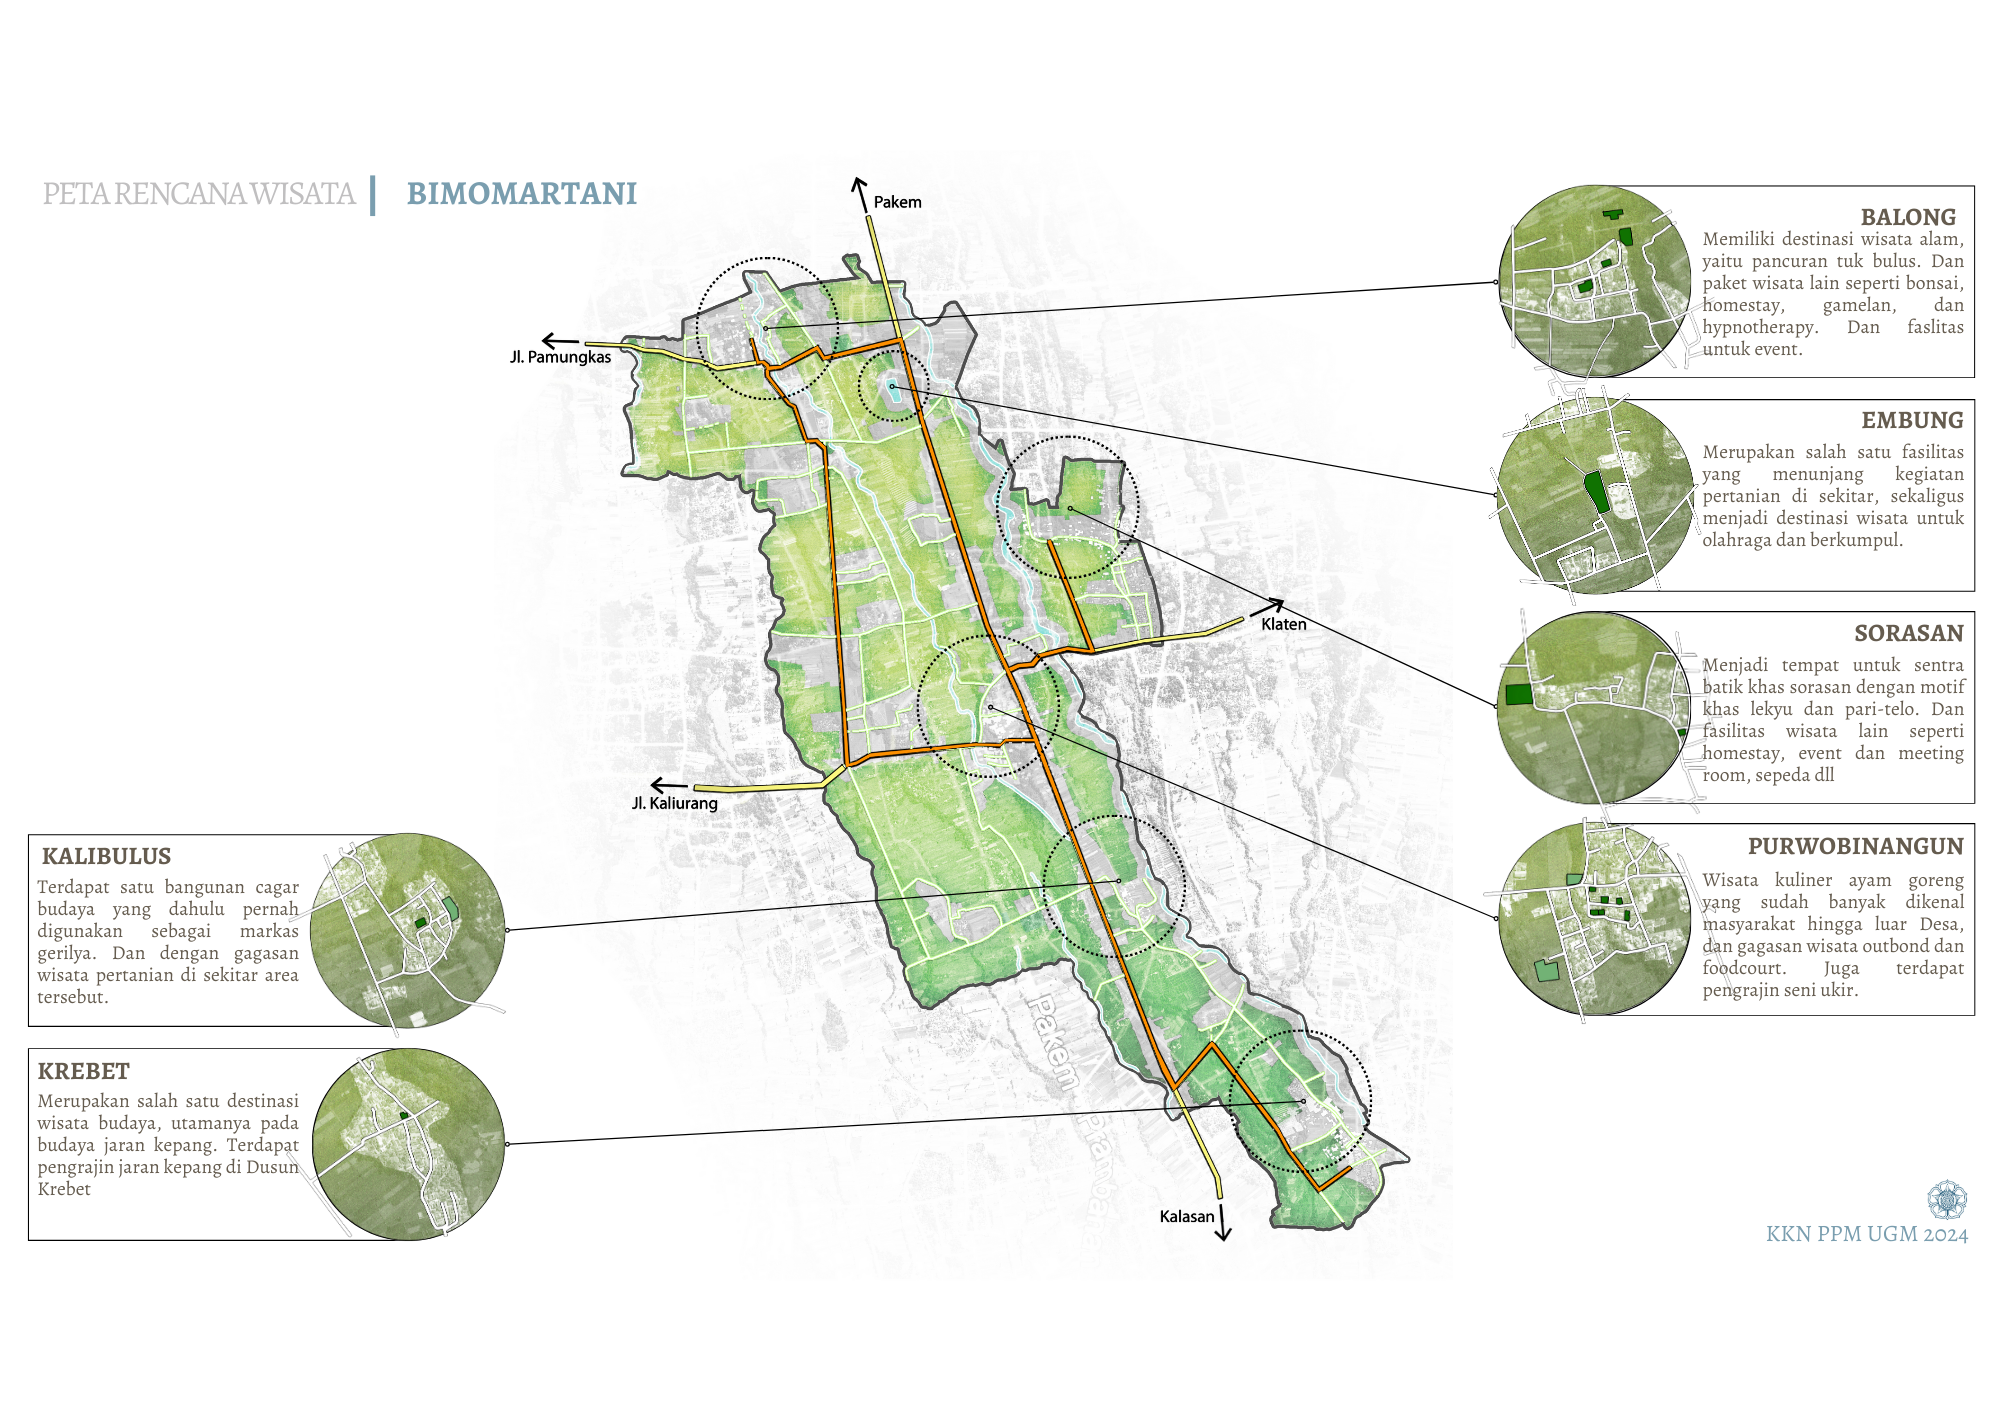 PETA RENCANA WISATA | BIMOMARTANI
Pakem
Jl. Pamungkas
Klaten
Jl. Kaliurang
Kalasan
Pakem
Prambanan
BALONG
Memiliki destinasi wisata alam,
yaitu pancuran tuk bulus. Dan
paket wisata lain seperti bonsai,
homestay, gamelan, dan
hypnotherapy. Dan faslitas
untuk event.
EMBUNG
Merupakan salah satu fasilitas
yang menunjang kegiatan
pertanian di sekitar, sekaligus
menjadi destinasi wisata untuk
olahraga dan berkumpul.
SORASAN
Menjadi tempat untuk sentra
batik khas sorasan dengan motif
khas lekyu dan pari-telo. Dan
fasilitas wisata lain seperti
homestay, event dan meeting
room, sepeda dll
PURWOBINANGUN
Wisata kuliner ayam goreng
yang sudah banyak dikenal
masyarakat hingga luar Desa,
dan gagasan wisata outbond dan
foodcourt. Juga terdapat
pengrajin seni ukir.
KALIBULUS
Terdapat satu bangunan cagar
budaya yang dahulu pernah
digunakan sebagai markas
gerilya. Dan dengan gagasan
wisata pertanian di sekitar area
tersebut.
KREBET
Merupakan salah satu destinasi
wisata budaya, utamanya pada
budaya jaran kepang. Terdapat
pengrajin jaran kepang di Dusun
Krebet
KKN PPM UGM 2024